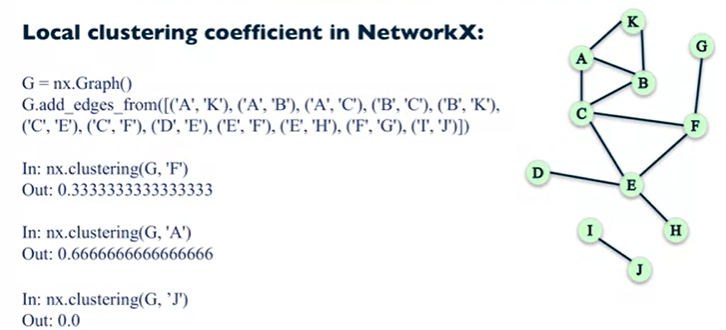 Local clustering coefficient in NetworkX:
G = nx.Graph()
G.add_edges_from([('A', 'K'), ('A', 'B'), ('A', 'C'), ('B', 'C'), ('B', 'K'),
('C', 'E'), ('C', 'F'), ('D', 'E'), ('E', 'F'), ('E', 'H'), ('F', 'G'), ('I', 'J')])
In: nx.clustering(G, 'F')
Out: 0.3333333333333333
In: nx.clustering(G, 'A')
Out: 0.6666666666666666
In: nx.clustering(G, `J')
Out: 0.0
K
G
A
B
C
F
D
E
I
H
J